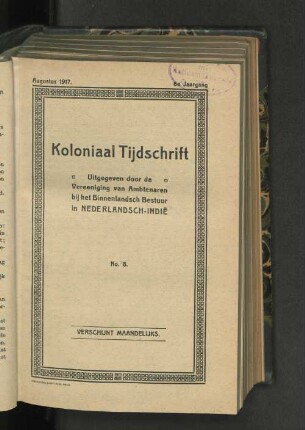 Augustus 1917.
6e Jaargang
Koloniaal Tijdschrift
Uitgegeven door de
Vereeniging van Ambtenaren
bij het Binnenlandsch Bestuur
in NEDERLANDSCH-INDIË
No. 8.
VERSCHIJNT MAANDELIJKS.